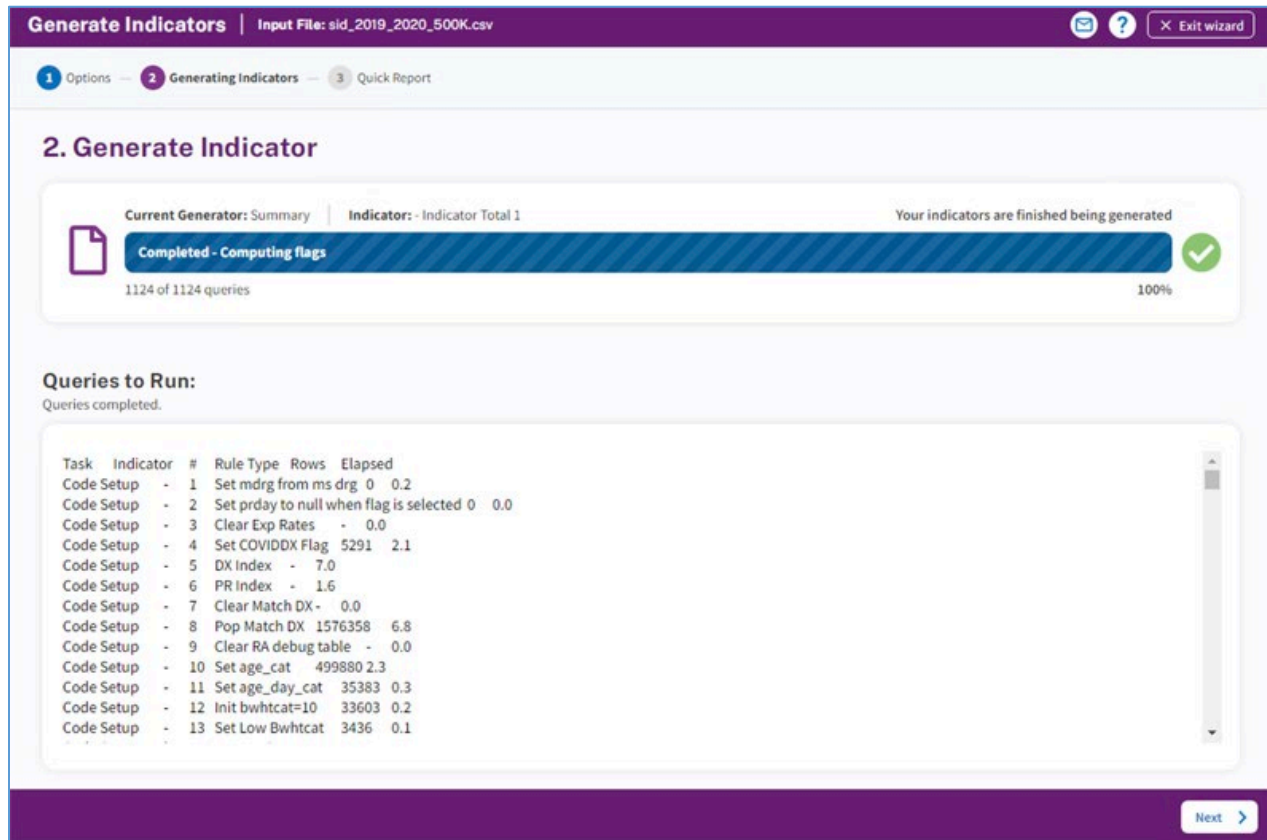 Generate Indicators | Input File: sid_2019_2020_500K.csv ? × Exit wizard
1 Options — 2 Generating Indicators — 3 Quick Report
2. Generate Indicator
Current Generator: Summary | Indicator: - Indicator Total 1 Your indicators are finished being generated
Completed - Computing flags
1124 of 1124 queries 100%
Queries to Run:
Queries completed.
Task Indicator # Rule Type Rows Elapsed
Code Setup - 1 Set mdrg from ms drg 0 0.2
Code Setup - 2 Set prday to null when flag is selected 0 0.0
Code Setup - 3 Clear Exp Rates - 0.0
Code Setup - 4 Set COVIDDX Flag 5291 2.1
Code Setup - 5 DX Index - 7.0
Code Setup - 6 PR Index - 1.6
Code Setup - 7 Clear Match DX - 0.0
Code Setup - 8 Pop Match DX 1576358 6.8
Code Setup - 9 Clear RA debug table - 0.0
Code Setup - 10 Set age_cat 499880 2.3
Code Setup - 11 Set age_day_cat 35383 0.3
Code Setup - 12 Init bwhtcat=10 33603 0.2
Code Setup - 13 Set Low Bwhtcat 3436 0.1
Next